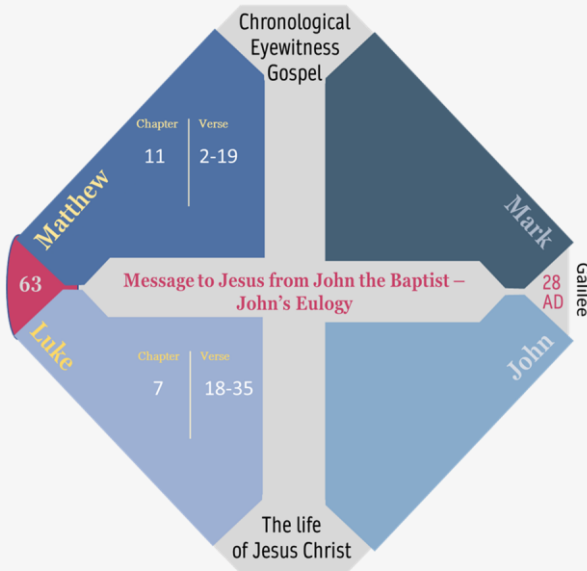 Chronological
Eyewitness
Gospel
Chapter Verse
11 2-19
Matthew
Mark
63
Message to Jesus from John the Baptist –
John’s Eulogy
28
AD
Galilee
Luke
John
Chapter Verse
7 18-35
The life
of Jesus Christ